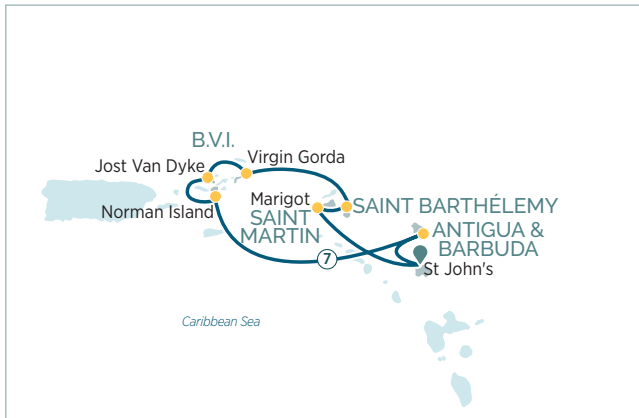 B.V.I.
Jost Van Dyke
Virgin Gorda
Norman Island
Marigot
SAINT
MARTIN
SAINT BARTHÉLEMY
ANTIGUA &
BARBUDA
St John's
7
Caribbean Sea